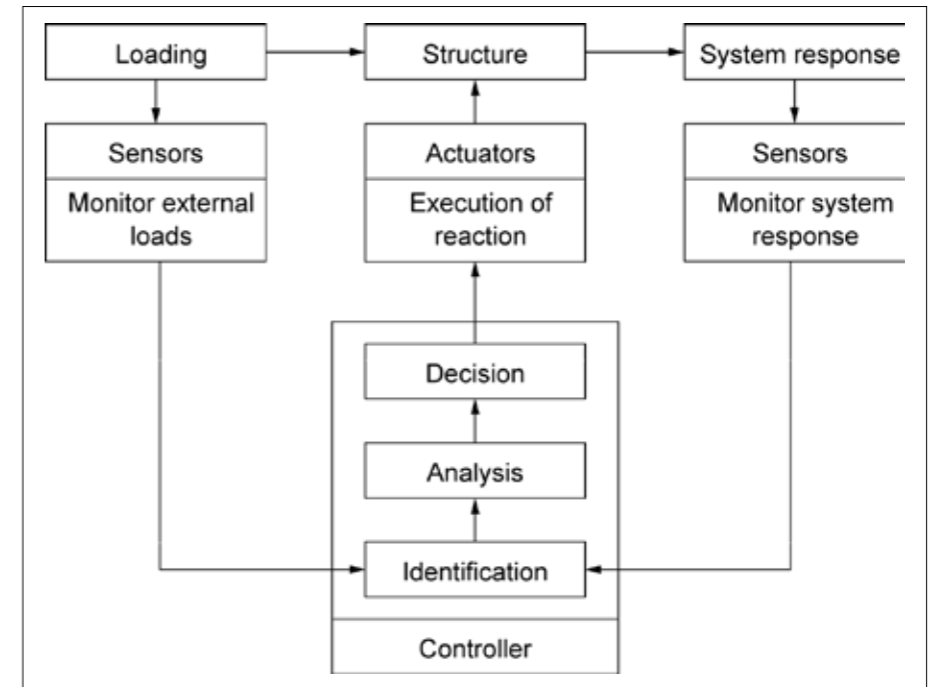 Loading
Structure
System response
Sensors
Monitor external
loads
Actuators
Execution of
reaction
Sensors
Monitor system
response
Decision
Analysis
Identification
Controller